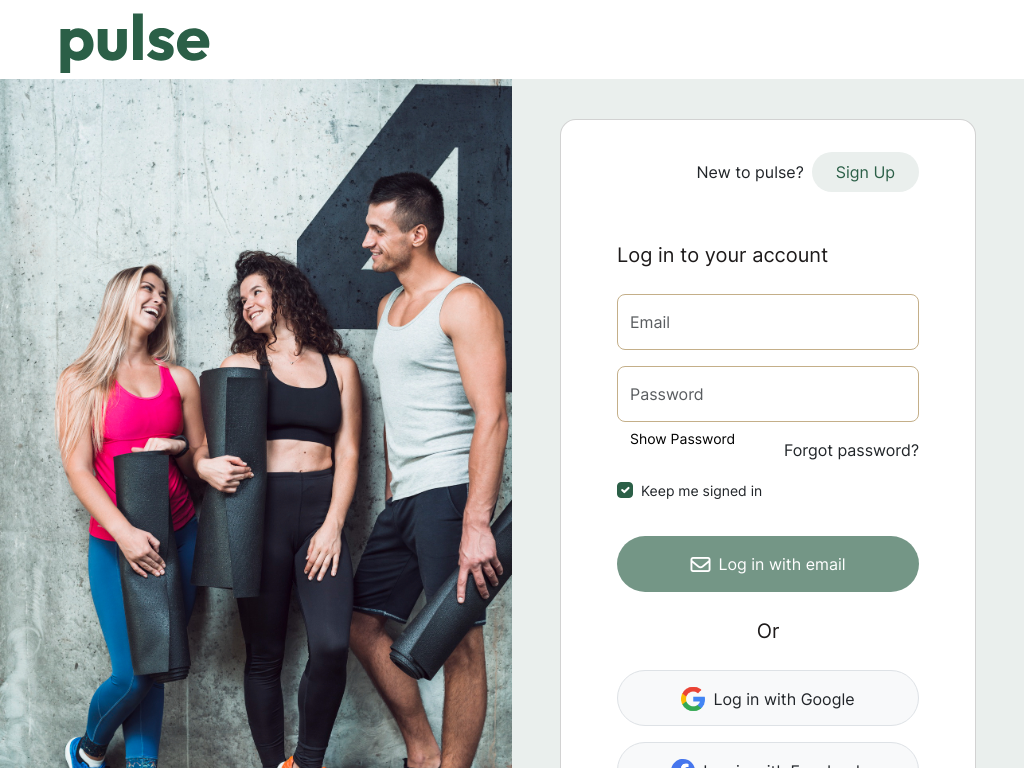 pulse
4
New to pulse? Sign Up
Log in to your account
Email
Password
Show Password
Forgot password?
Keep me signed in
Log in with email
Or
Log in with Google